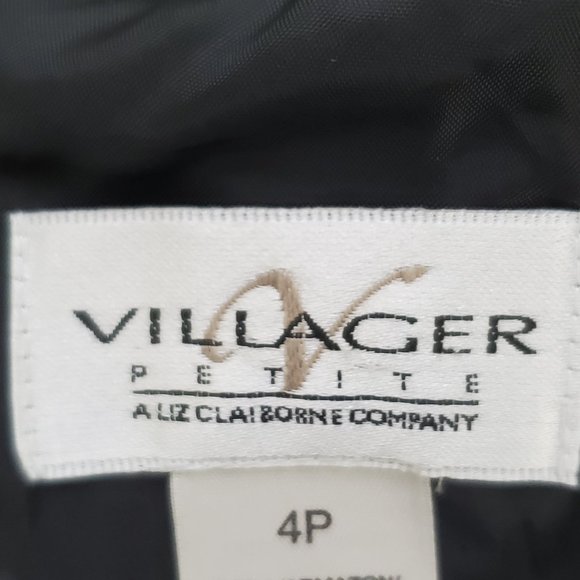 VILLAGER
PETITE
A LIZ CLAIBORNE COMPANY
4P